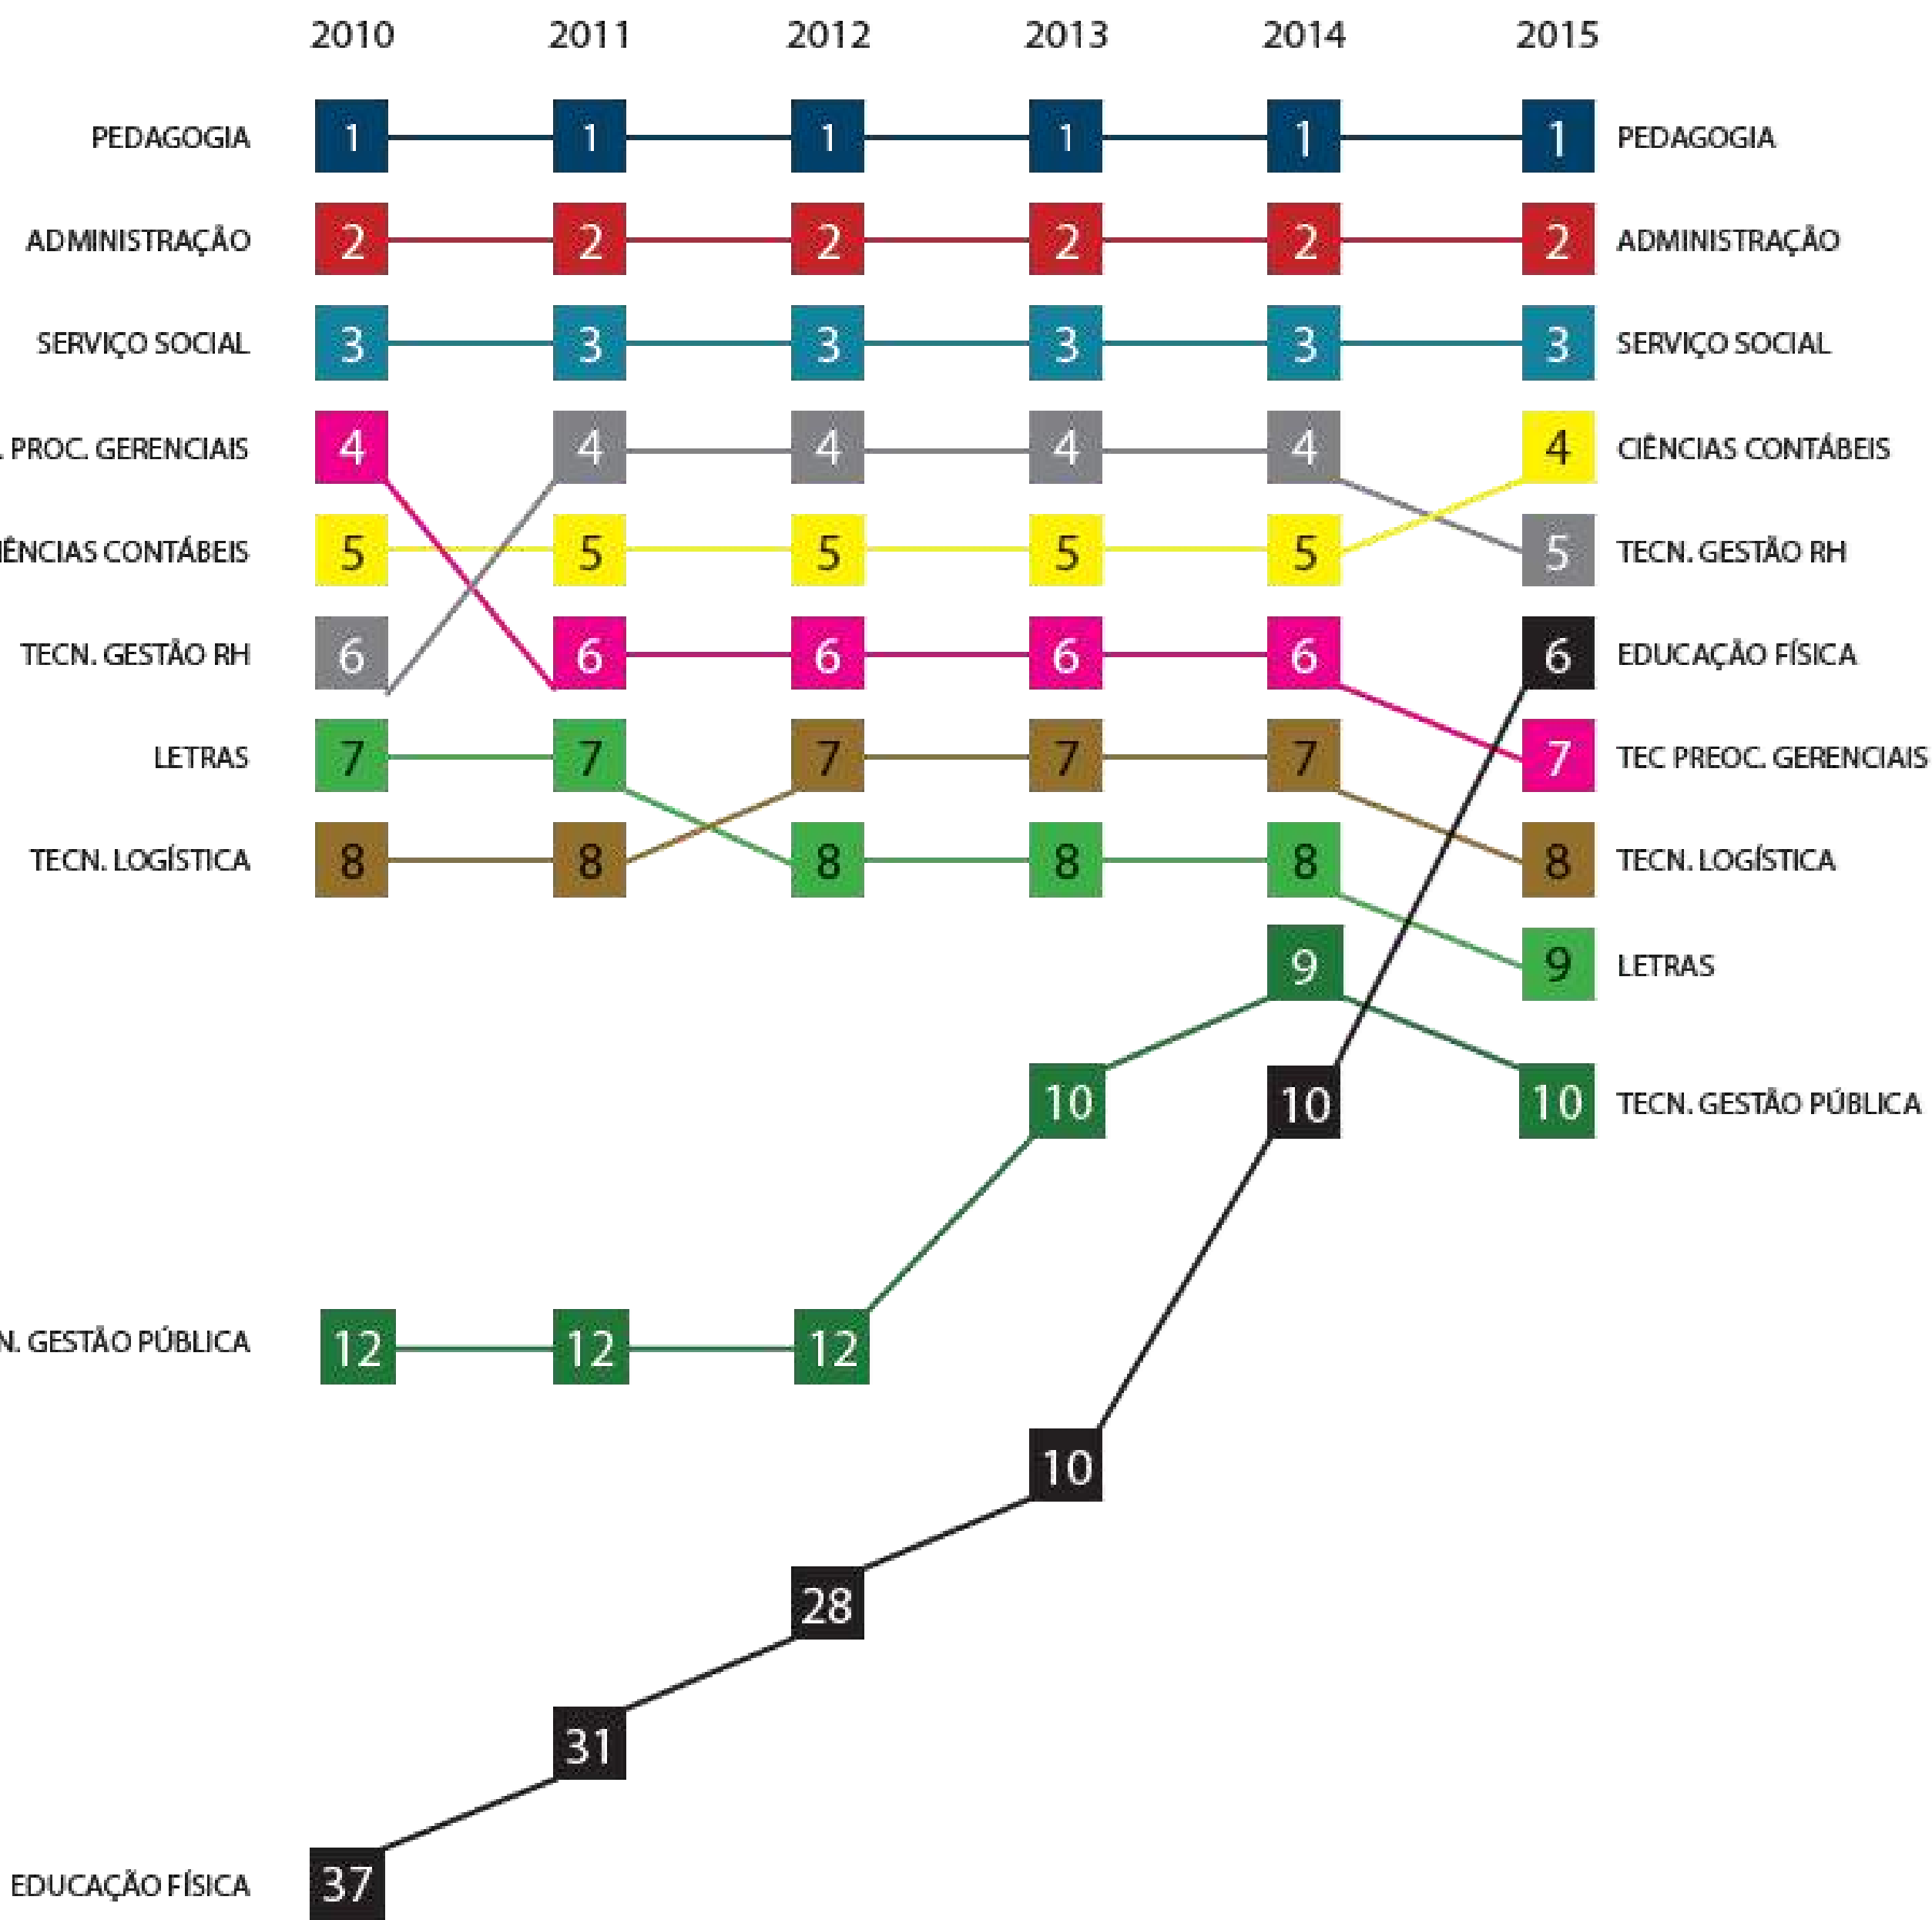 2010 2011 2012 2013 2014 2015
PEDAGOGIA 1 1 1 1 1 1 PEDAGOGIA
ADMINISTRAÇÃO 2 2 2 2 2 2 ADMINISTRAÇÃO
SERVIÇO SOCIAL 3 3 3 3 3 3 SERVIÇO SOCIAL
. PROC. GERENCIAIS 4 4 4 4 4 4 CIÊNCIAS CONTÁBEIS
IÊNCIAS CONTÁBEIS 5 5 5 5 5 5 TECN. GESTÃO RH
TECN. GESTÃO RH 6 6 6 6 6 6 EDUCAÇÃO FÍSICA
LETRAS 7 7 7 7 7 7 TEC PREOC. GERENCIAIS
TECN. LOGÍSTICA 8 8 8 8 8 8 TECN. LOGÍSTICA
9 9 LETRAS
10 10 10 TECN. GESTÃO PÚBLICA
N. GESTÃO PÚBLICA 12 12 12
10
28
31
EDUCAÇÃO FÍSICA 37